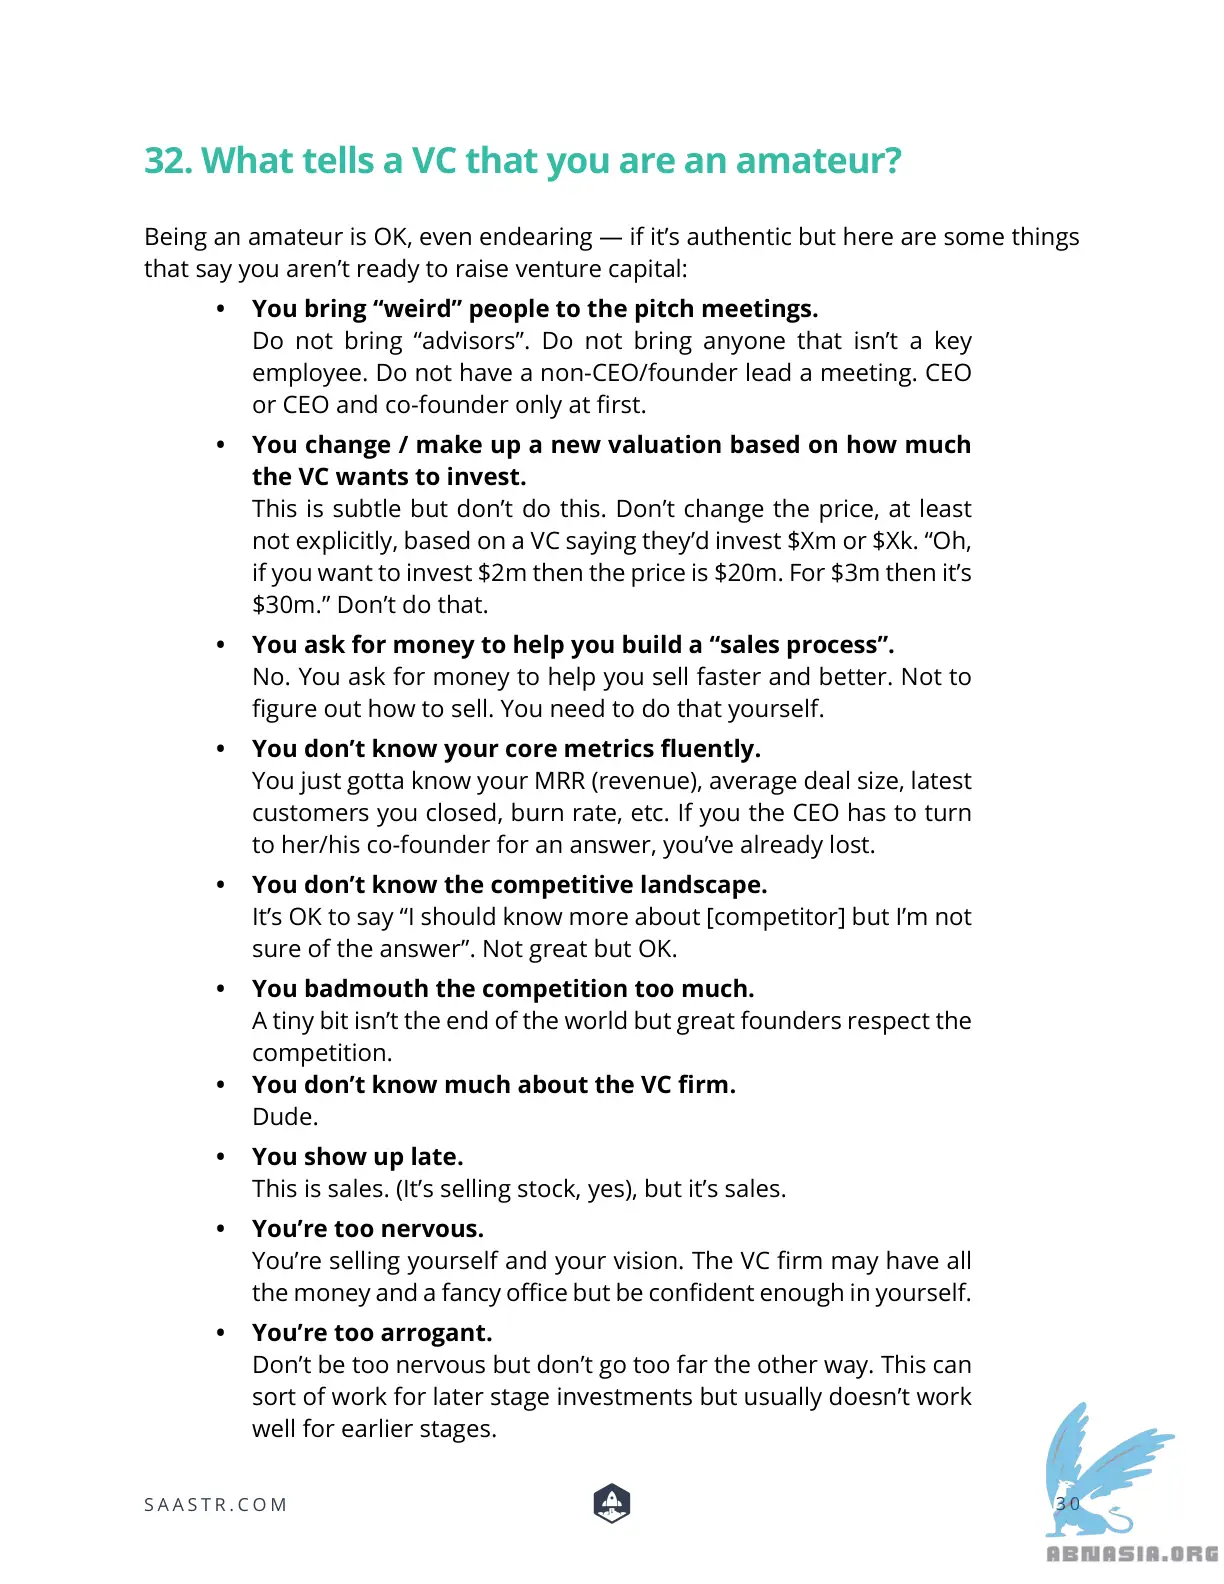 32. What tells a VC that you are an amateur?
Being an amateur is OK, even endearing — if it’s authentic but here are some things
that say you aren’t ready to raise venture capital:
• You bring “weird” people to the pitch meetings.
Do not bring “advisors”. Do not bring anyone that isn’t a key
employee. Do not have a non-CEO/founder lead a meeting. CEO
or CEO and co-founder only at first.
• You change / make up a new valuation based on how much
the VC wants to invest.
This is subtle but don’t do this. Don’t change the price, at least
not explicitly, based on a VC saying they’d invest $Xm or $Xk. “Oh,
if you want to invest $2m then the price is $20m. For $3m then it’s
$30m.” Don’t do that.
• You ask for money to help you build a “sales process”.
No. You ask for money to help you sell faster and better. Not to
figure out how to sell. You need to do that yourself.
• You don’t know your core metrics fluently.
You just gotta know your MRR (revenue), average deal size, latest
customers you closed, burn rate, etc. If you the CEO has to turn
to her/his co-founder for an answer, you’ve already lost.
• You don’t know the competitive landscape.
It’s OK to say “I should know more about [competitor] but I’m not
sure of the answer”. Not great but OK.
• You badmouth the competition too much.
A tiny bit isn’t the end of the world but great founders respect the
competition.
• You don’t know much about the VC firm.
Dude.
• You show up late.
This is sales. (It’s selling stock, yes), but it’s sales.
• You’re too nervous.
You’re selling yourself and your vision. The VC firm may have all
the money and a fancy office but be confident enough in yourself.
• You’re too arrogant.
Don’t be too nervous but don’t go too far the other way. This can
sort of work for later stage investments but usually doesn’t work
well for earlier stages.
SAASTR.COM
30
ABNASIA.ORG